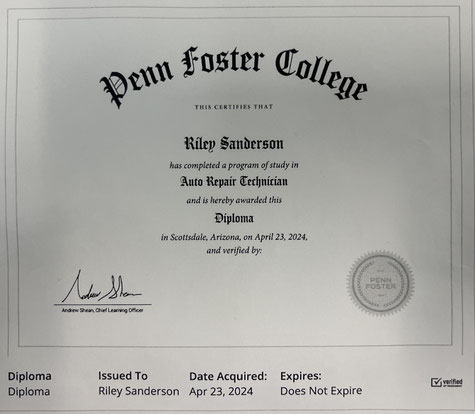 Penn Foster College
THIS CERTIFIES THAT
Riley Sanderson
has completed a program of study in
Auto Repair Technician
and is hereby awarded this
Diploma
in Scottsdale, Arizona, on April 23, 2024,
and verified by:
Andrew Shean
Andrew Shean, Chief Learning Officer
PENN
FOSTER
Diploma Issued To Date Acquired: Expires:
Diploma Riley Sanderson Apr 23, 2024 Does Not Expire
verified